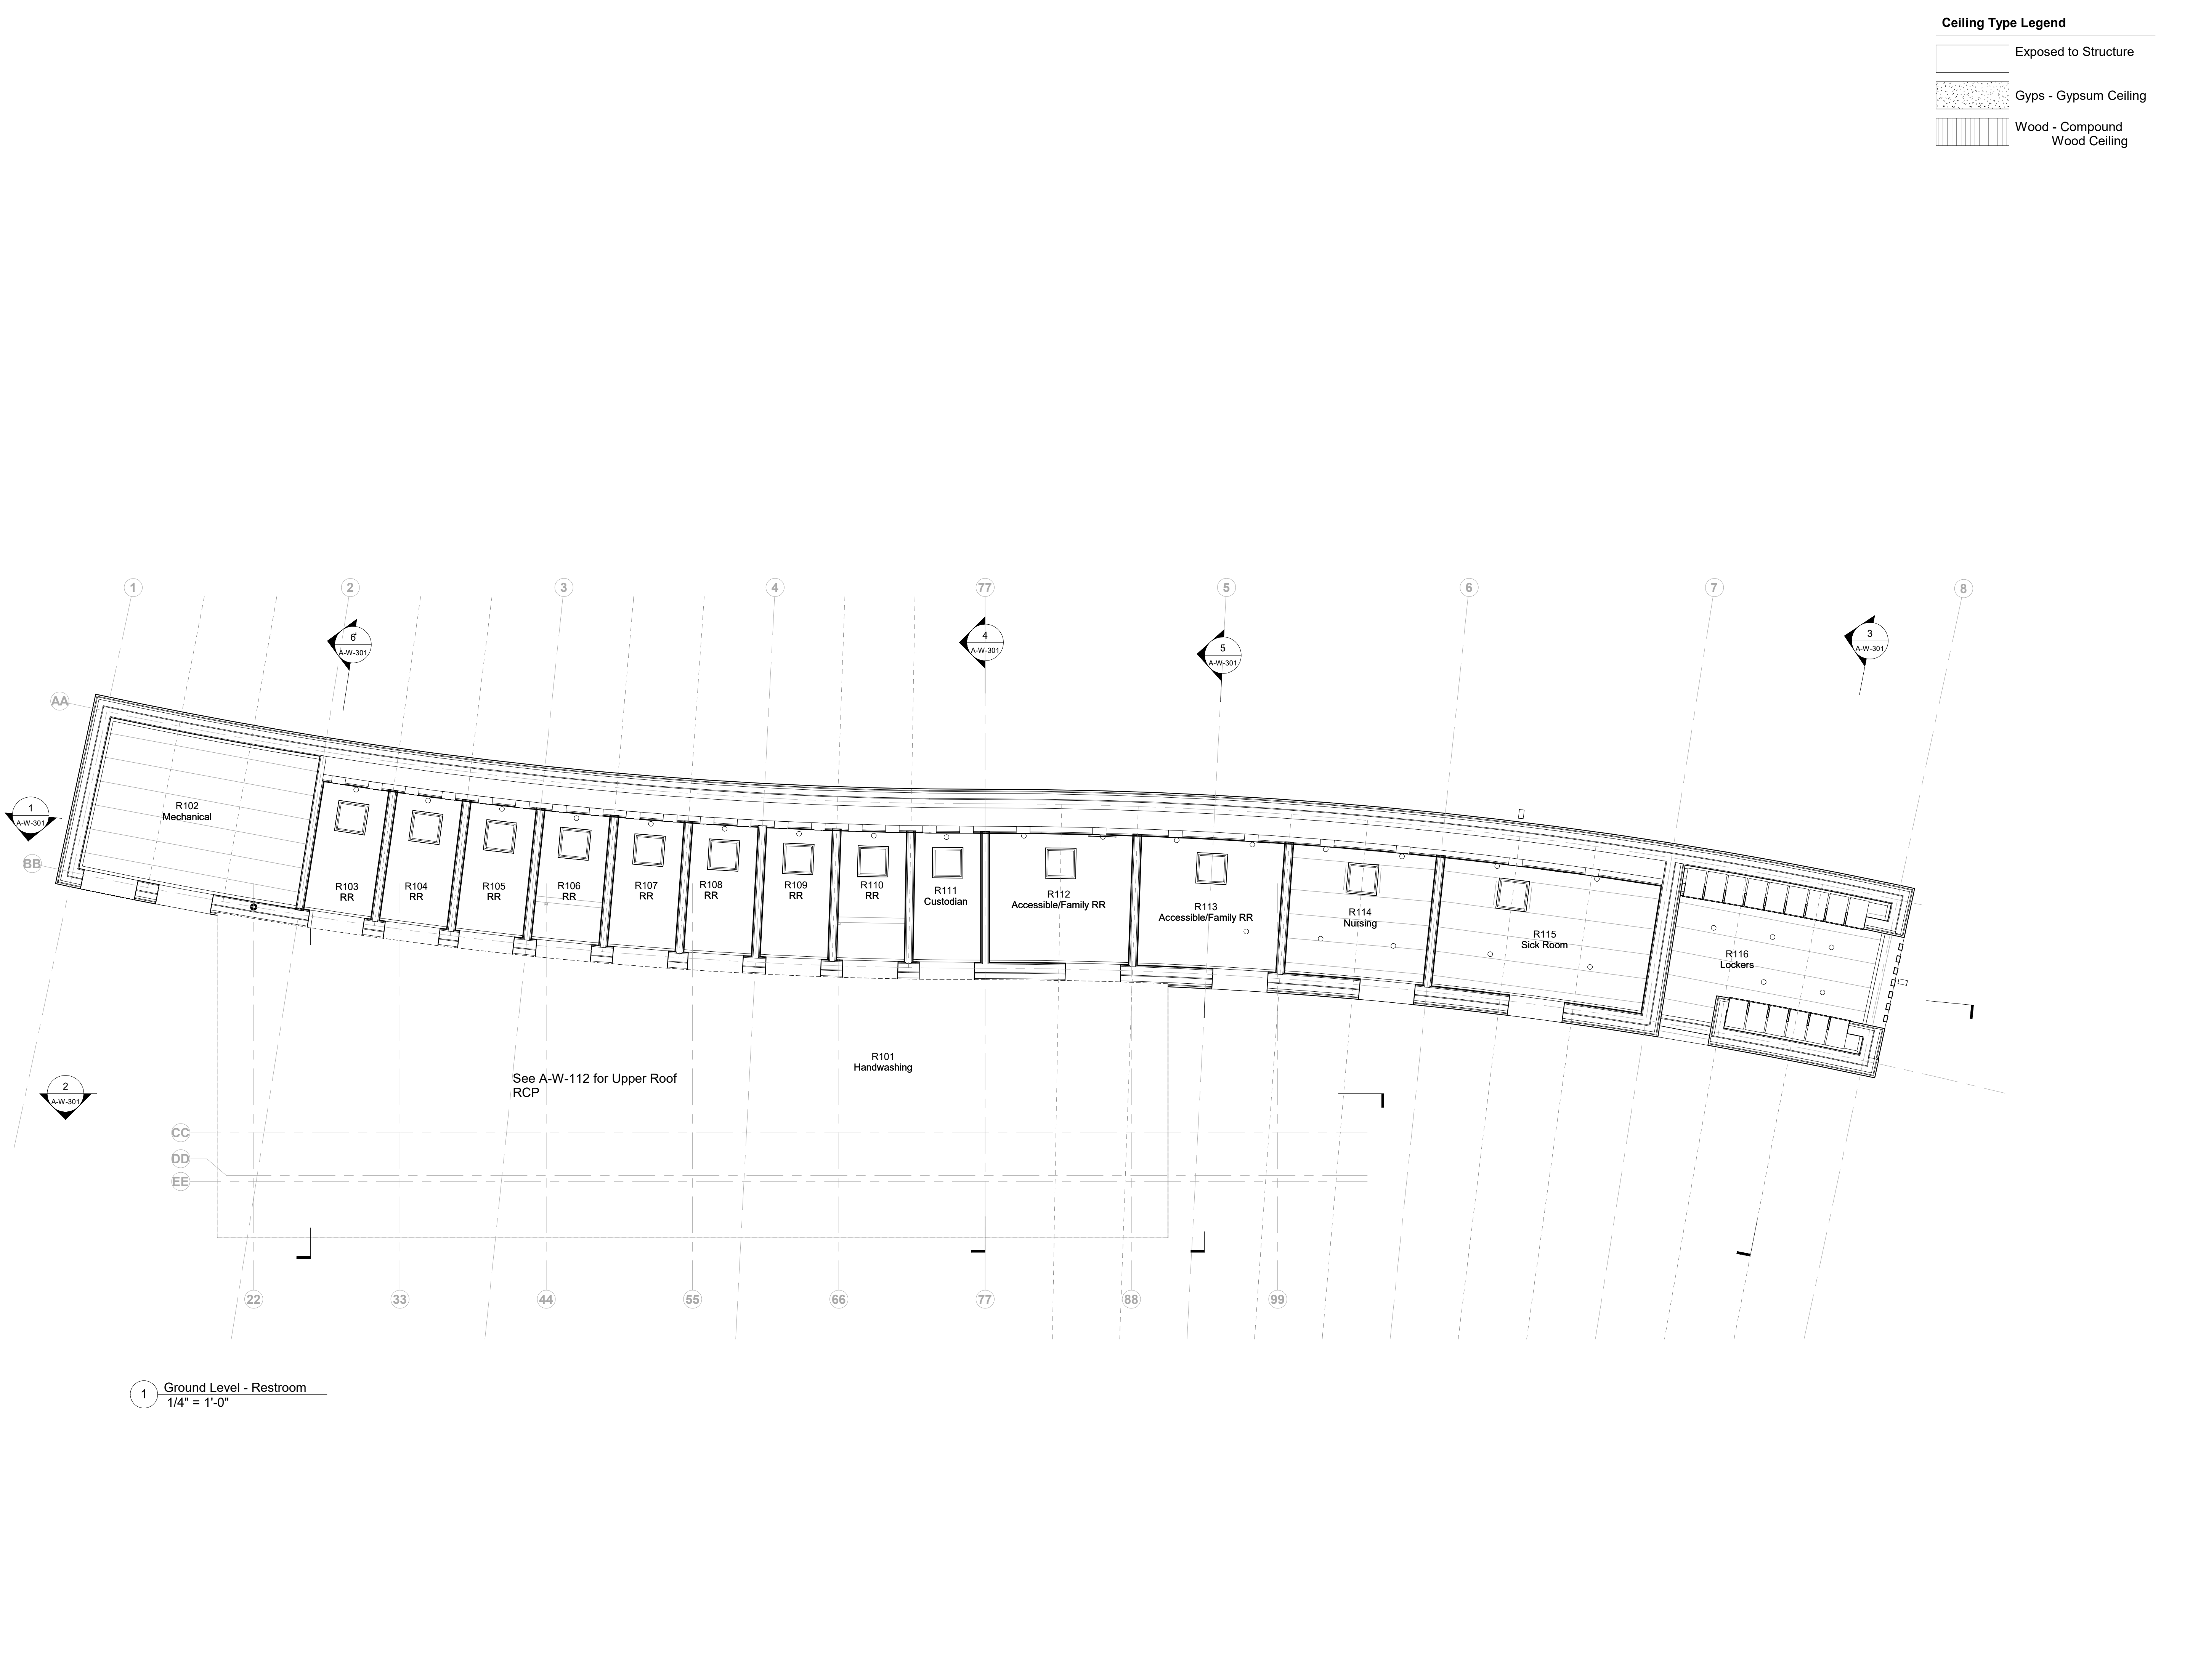 Ceiling Type Legend
Exposed to Structure
Gyps - Gypsum Ceiling
Wood - Compound
Wood Ceiling
1
2
3
4
77
5
6
7
8
6
A-W-301
4
A-W-301
5
A-W-301
3
A-W-301
AA
BB
1
A-W-301
2
A-W-301
R102
Mechanical
R103
RR
R104
RR
R105
RR
R106
RR
R107
RR
R108
RR
R109
RR
R110
RR
R111
Custodian
R112
Accessible/Family RR
R113
Accessible/Family RR
R114
Nursing
R115
Sick Room
R116
Lockers
R101
Handwashing
See A-W-112 for Upper Roof
RCP
CC
DD
EE
22
33
44
55
66
77
88
99
1
Ground Level - Restroom
1/4" = 1'-0"